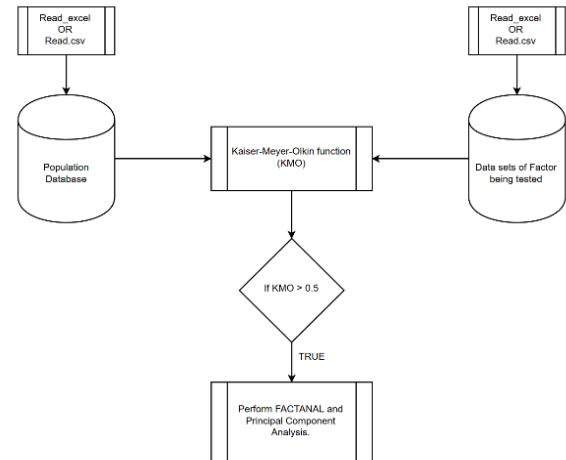 Read_excel
OR
Read.csv
Read_excel
OR
Read.csv
Population
Database
Kaiser-Meyer-Olkin function
(KMO)
Data sets of Factor
being tested
If KMO > 0.5
TRUE
Perform FACTANAL and
Principal Component
Analysis.